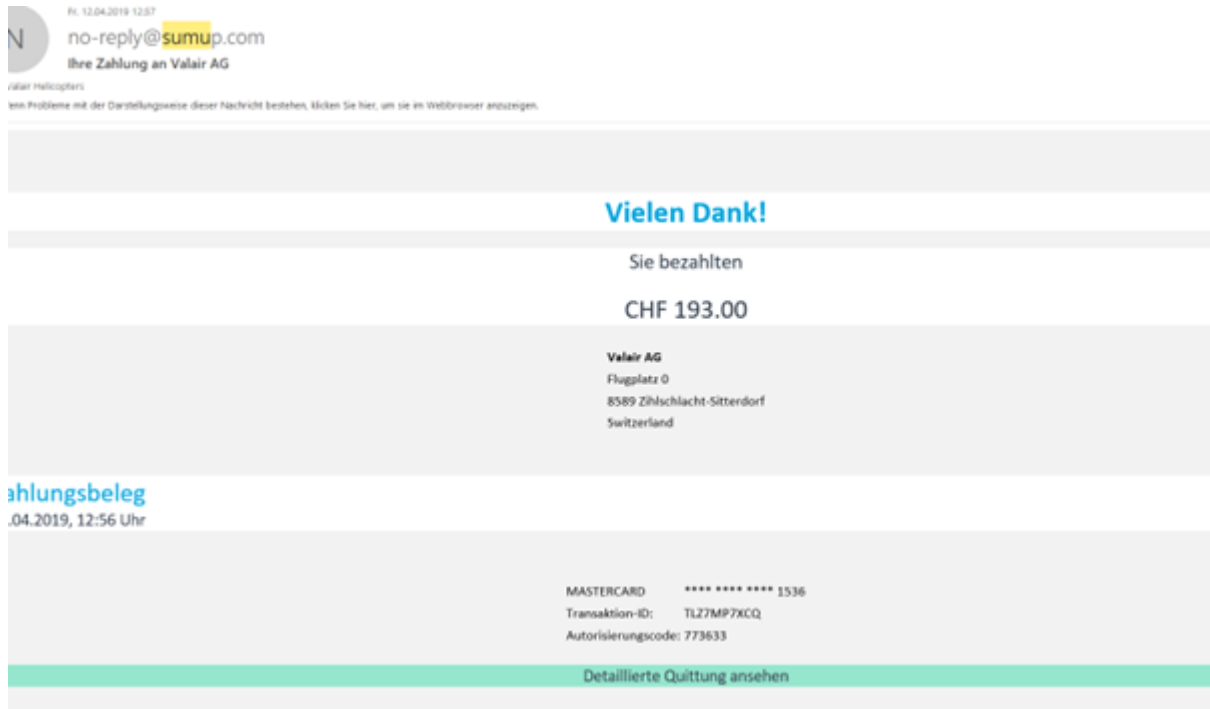 Fr. 12.04.2019 12:57
N
no-reply@sumup.com
Ihre Zahlung an Valair AG
Valair Helicopters
enn Probleme mit der Darstellungsweise dieser Nachricht bestehen, klicken Sie hier, um sie im Webbrowser anzuzeigen.
Vielen Dank!
Sie bezahlten
CHF 193.00
Valair AG
Flugplatz 0
8589 Zihlschlacht-Sitterdorf
Switzerland
ahlungsbeleg
.04.2019, 12:56 Uhr
MASTERCARD **** **** **** 1536
Transaktion-ID: TLZ7MP7XCQ
Autorisierungscode: 773633
Detaillierte Quittung ansehen